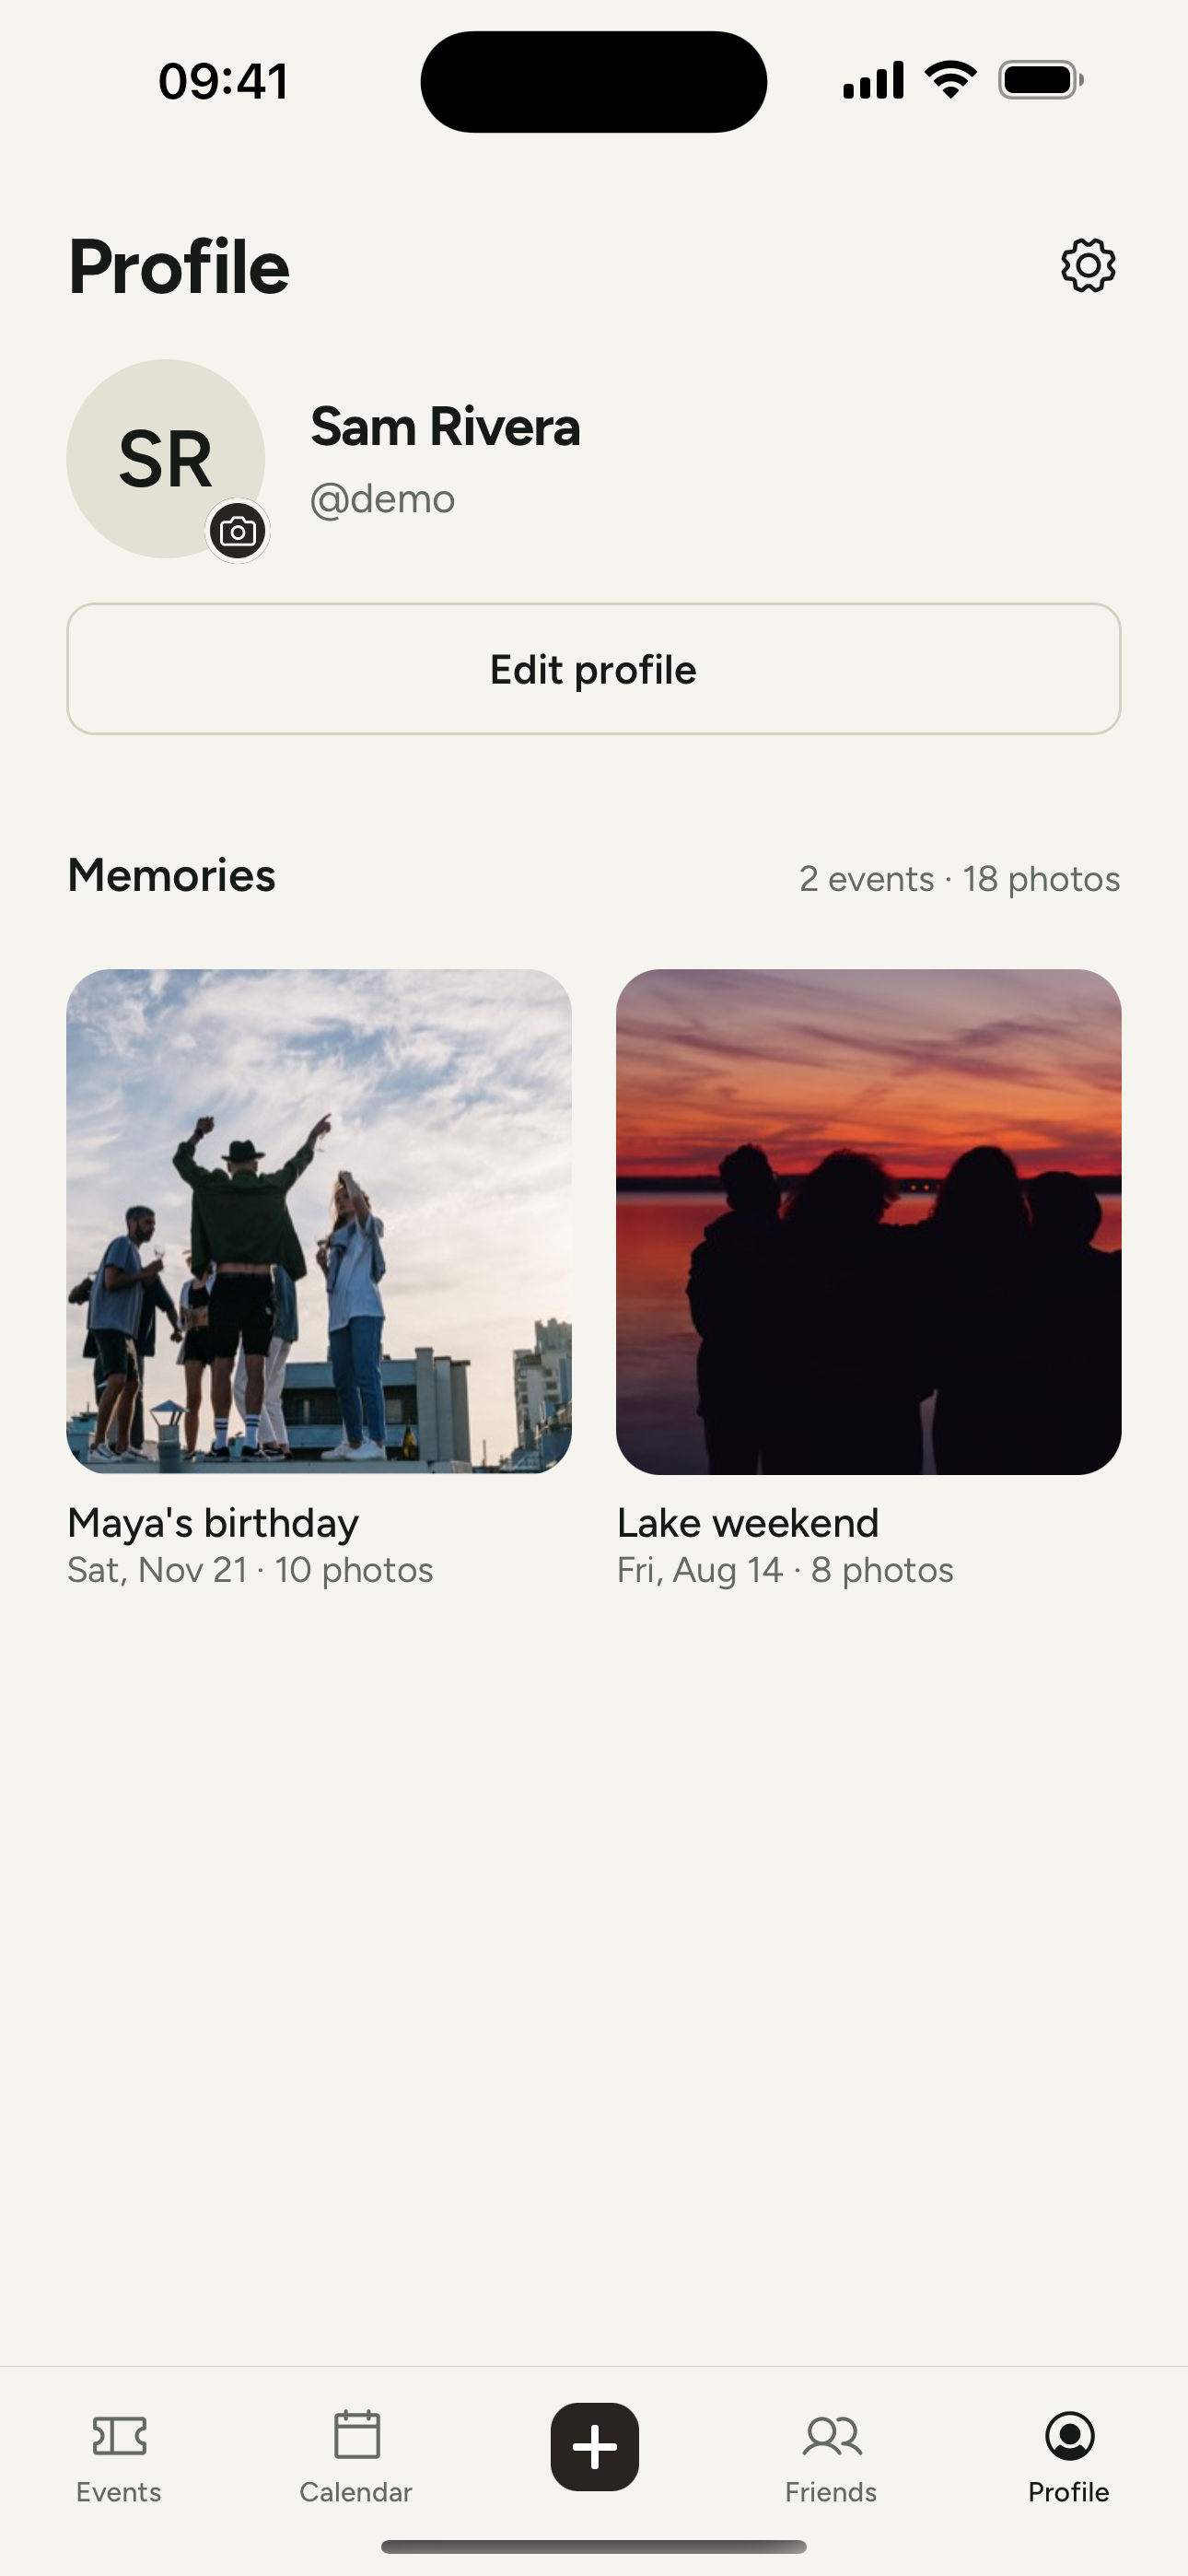 09:41
Profile
SR
Sam Rivera
@demo
Edit profile
Memories
2 events · 18 photos
Maya's birthday
Sat, Nov 21 · 10 photos
Lake weekend
Fri, Aug 14 · 8 photos
Events
Calendar
Friends
Profile